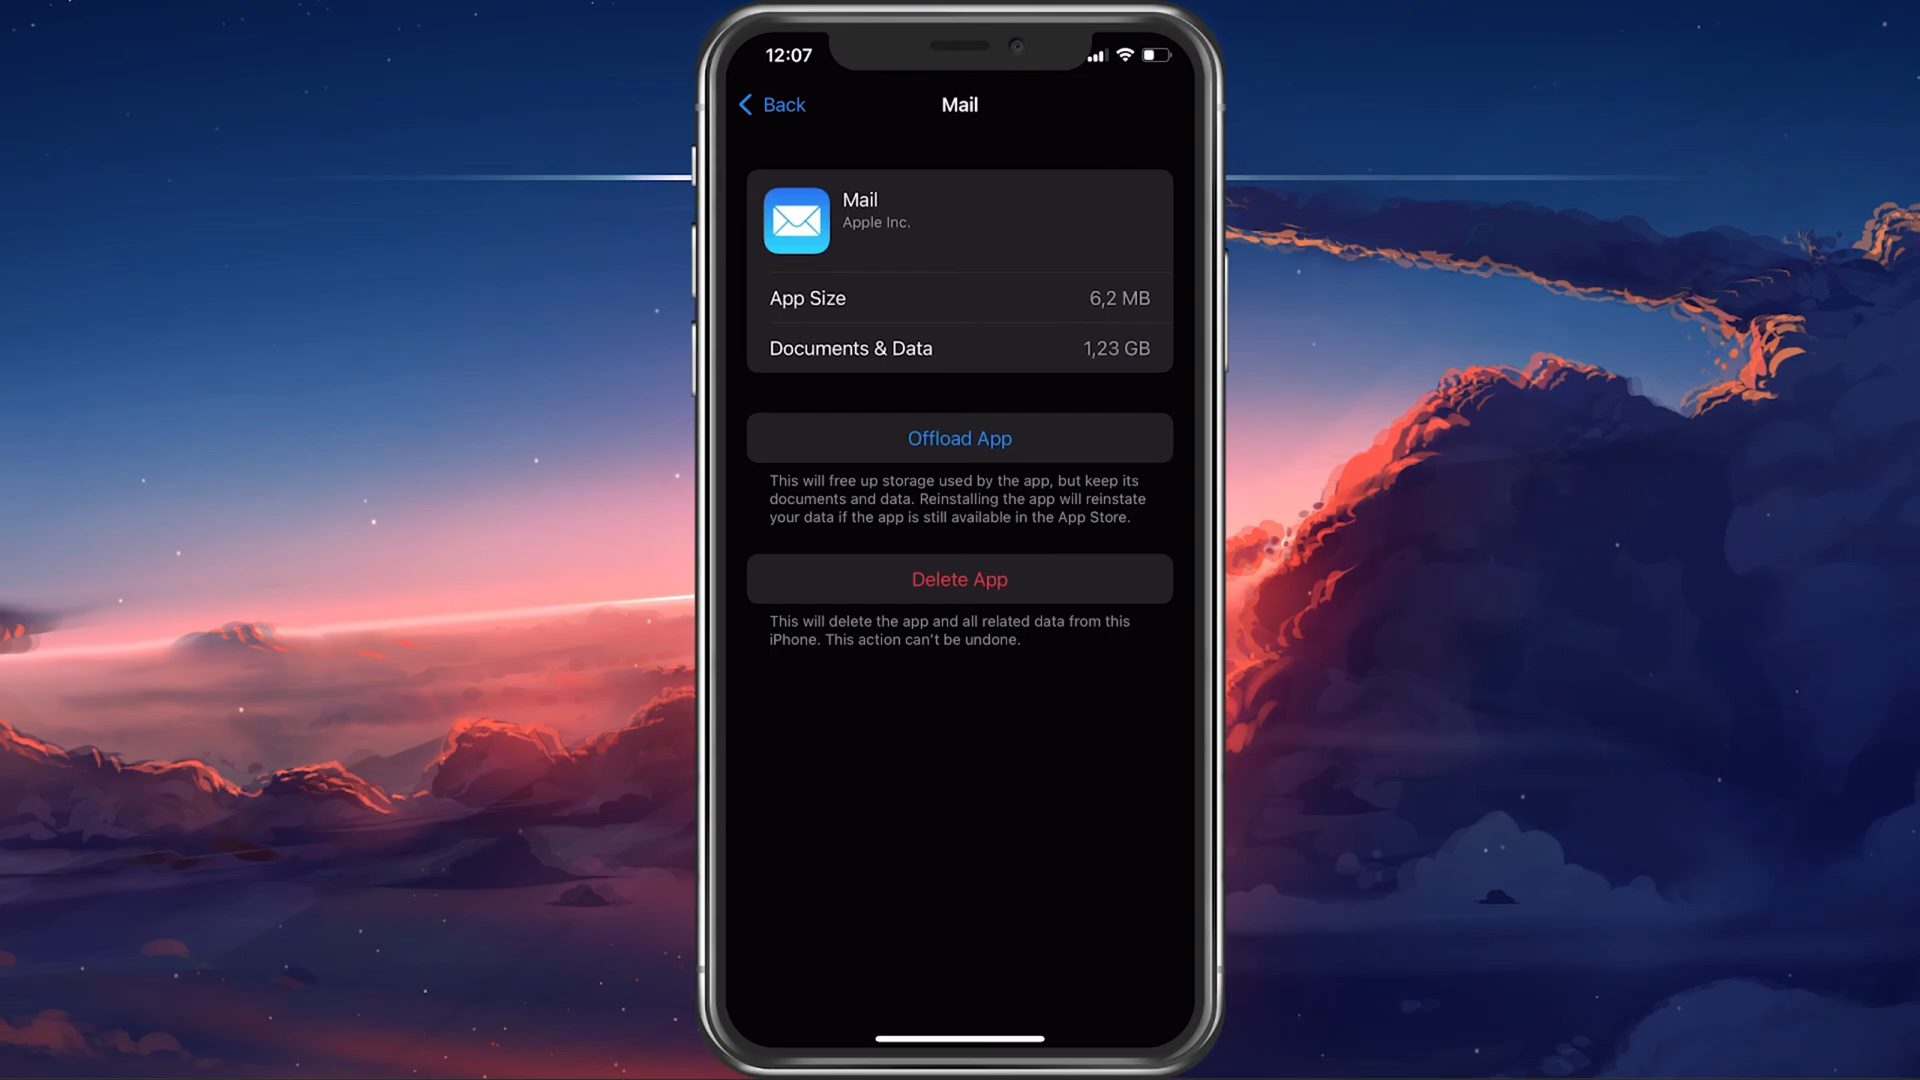 12:07
Back
Mail
Mail
Apple Inc.
App Size
6,2 MB
Documents & Data
1,23 GB
Offload App
This will free up storage used by the app, but keep its
documents and data. Reinstalling the app will reinstate
your data if the app is still available in the App Store.
Delete App
This will delete the app and all related data from this
iPhone. This action can’t be undone.